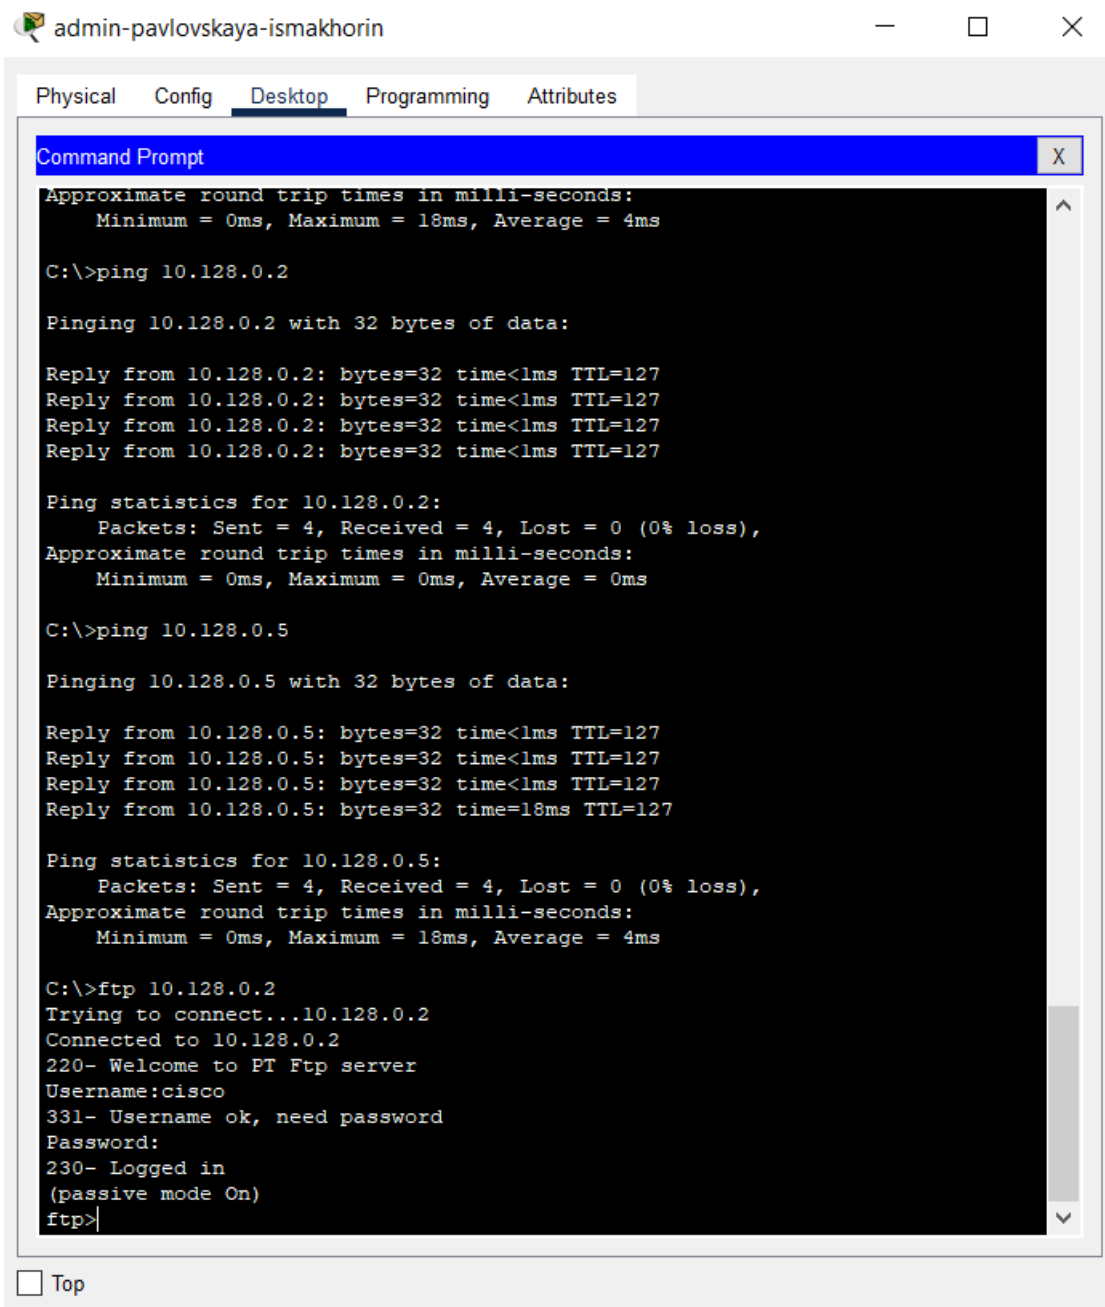 admin-pavlovskaya-ismakhorin
Physical Config Desktop Programming Attributes
Command Prompt X
Approximate round trip times in milli-seconds:
    Minimum = 0ms, Maximum = 18ms, Average = 4ms
C:\>ping 10.128.0.2
Pinging 10.128.0.2 with 32 bytes of data:
Reply from 10.128.0.2: bytes=32 time<1ms TTL=127
Reply from 10.128.0.2: bytes=32 time<1ms TTL=127
Reply from 10.128.0.2: bytes=32 time<1ms TTL=127
Reply from 10.128.0.2: bytes=32 time<1ms TTL=127
Ping statistics for 10.128.0.2:
    Packets: Sent = 4, Received = 4, Lost = 0 (0% loss),
Approximate round trip times in milli-seconds:
    Minimum = 0ms, Maximum = 0ms, Average = 0ms
C:\>ping 10.128.0.5
Pinging 10.128.0.5 with 32 bytes of data:
Reply from 10.128.0.5: bytes=32 time<1ms TTL=127
Reply from 10.128.0.5: bytes=32 time<1ms TTL=127
Reply from 10.128.0.5: bytes=32 time<1ms TTL=127
Reply from 10.128.0.5: bytes=32 time=18ms TTL=127
Ping statistics for 10.128.0.5:
    Packets: Sent = 4, Received = 4, Lost = 0 (0% loss),
Approximate round trip times in milli-seconds:
    Minimum = 0ms, Maximum = 18ms, Average = 4ms
C:\>ftp 10.128.0.2
Trying to connect...10.128.0.2
Connected to 10.128.0.2
220- Welcome to PT Ftp server
Username:cisco
331- Username ok, need password
Password:
230- Logged in
(passive mode On)
ftp>
Top